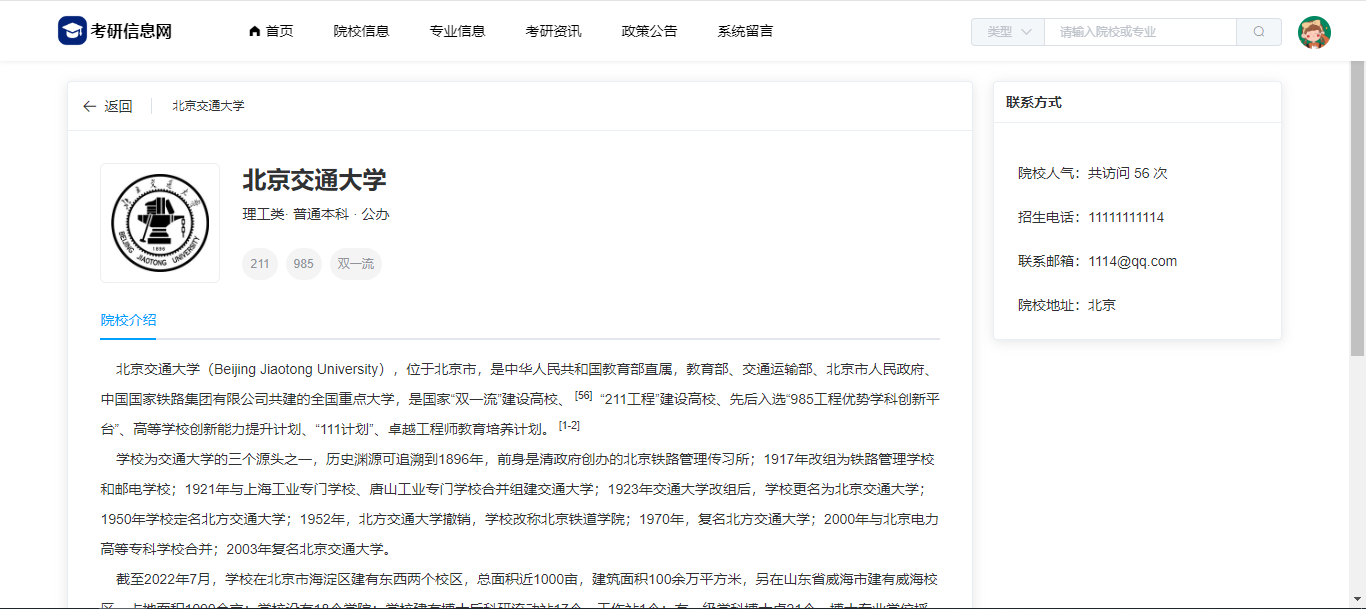 考研信息网
首页 院校信息 专业信息 考研资讯 政策公告 系统留言
类型 请输入院校或专业
返回 北京交通大学
BEIJING JIAOTONG UNIVERSITY
1896
北京交通大学
理工类· 普通本科 · 公办
211 985 双一流
院校介绍
北京交通大学（Beijing Jiaotong University），位于北京市，是中华人民共和国教育部直属，教育部、交通运输部、北京市人民政府、
中国国家铁路集团有限公司共建的全国重点大学，是国家“双一流”建设高校、 [56] “211工程”建设高校、先后入选“985工程优势学科创新平
台”、高等学校创新能力提升计划、“111计划”、卓越工程师教育培养计划。 [1-2]
学校为交通大学的三个源头之一，历史渊源可追溯到1896年，前身是清政府创办的北京铁路管理传习所；1917年改组为铁路管理学校
和邮电学校；1921年与上海工业专门学校、唐山工业专门学校合并组建交通大学；1923年交通大学改组后，学校更名为北京交通大学；
1950年学校定名北方交通大学；1952年，北方交通大学撤销，学校改称北京铁道学院；1970年，复名北方交通大学；2000年与北京电力
高等专科学校合并；2003年复名北京交通大学。
截至2022年7月，学校在北京市海淀区建有东西两个校区，总面积近1000亩，建筑面积100余万平方米，另在山东省威海市建有威海校
联系方式
院校人气：共访问 56 次
招生电话：11111111114
联系邮箱：1114@qq.com
院校地址：北京